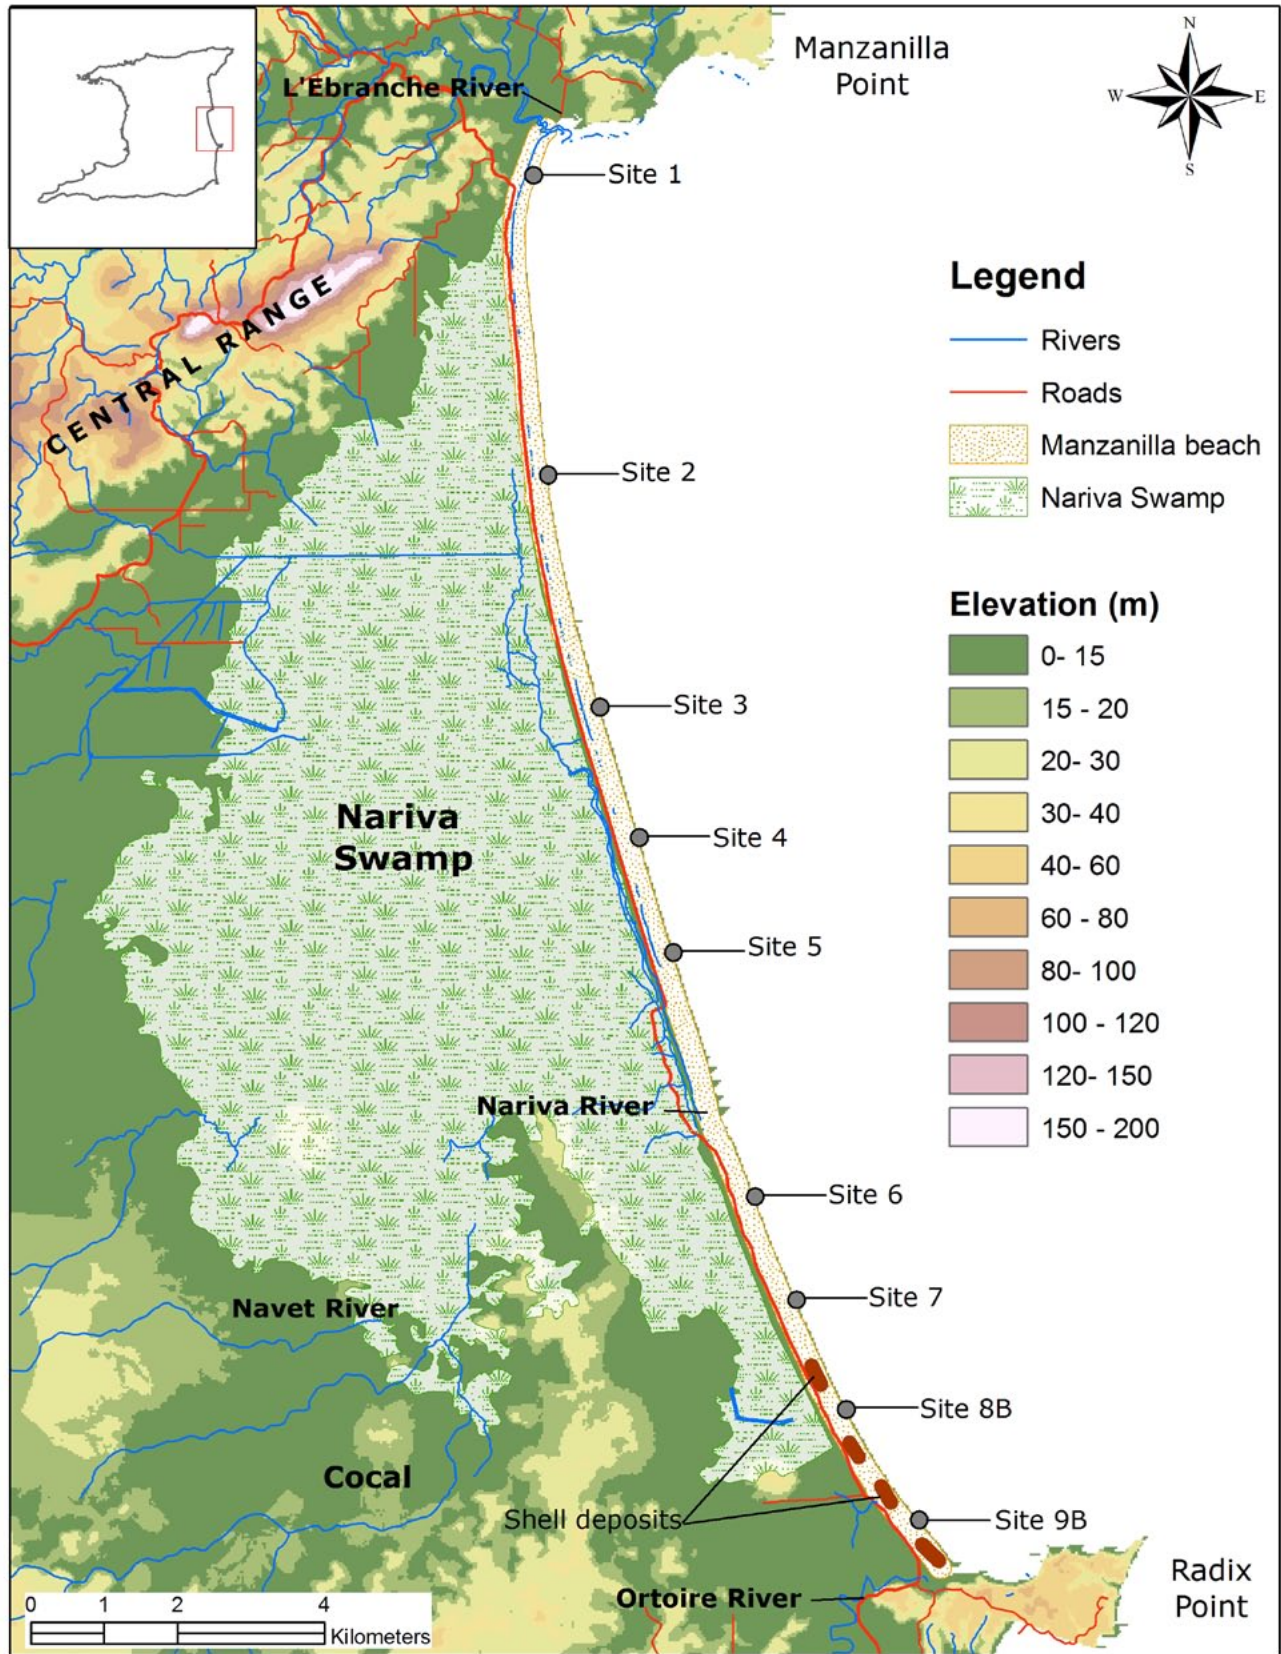 Manzanilla
Point
N
W
E
S
L'Ebranche River
Site 1
CENTRAL RANGE
Legend
Rivers
Roads
Manzanilla beach
Nariva Swamp
Site 2
Elevation (m)
0- 15
15 - 20
20- 30
30- 40
40- 60
60 - 80
80- 100
100 - 120
120- 150
150 - 200
Site 3
Nariva
Swamp
Site 4
Site 5
Nariva River
Site 6
Site 7
Navet River
Site 8B
Cocal
Shell deposits
Site 9B
Radix
Point
Ortoire River
0 1 2 4
Kilometers